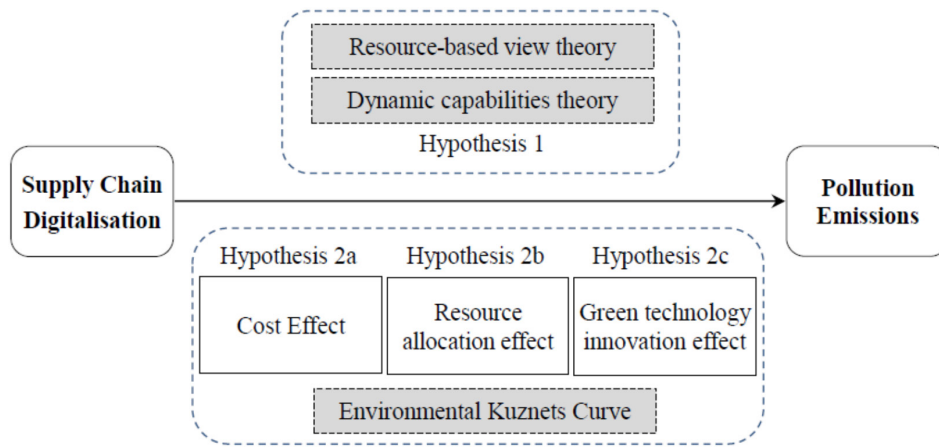 Resource-based view theory
Dynamic capabilities theory
Hypothesis 1
Supply Chain
Digitalisation
Pollution
Emissions
Hypothesis 2a
Hypothesis 2b
Hypothesis 2c
Cost Effect
Resource
allocation effect
Green technology
innovation effect
Environmental Kuznets Curve